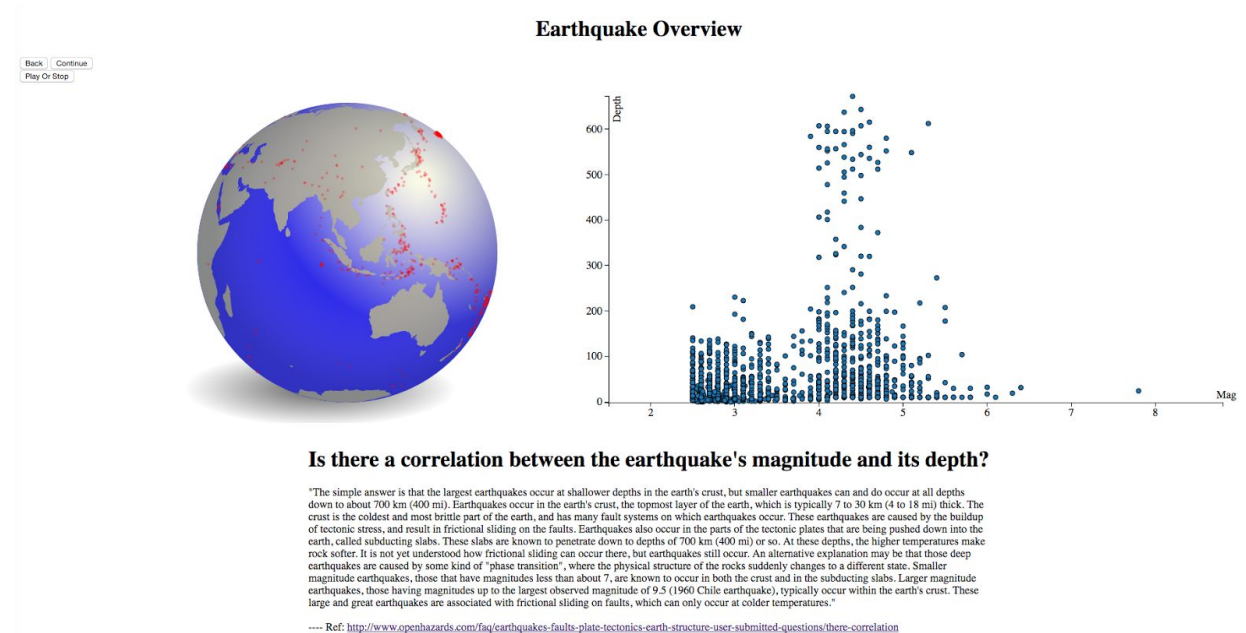 Earthquake Overview
Back Continue
Play Or Stop
Depth
600
500
400
300
200
100
0
2 3 4 5 6 7 8
Mag
Is there a correlation between the earthquake's magnitude and its depth?
"The simple answer is that the largest earthquakes occur at shallower depths in the earth's crust, but smaller earthquakes can and do occur at all depths
down to about 700 km (400 mi). Earthquakes occur in the earth's crust, the topmost layer of the earth, which is typically 7 to 30 km (4 to 18 mi) thick. The
crust is the coldest and most brittle part of the earth, and has many fault systems on which earthquakes occur. These earthquakes are caused by the buildup
of tectonic stress, and result in frictional sliding on the faults. Earthquakes also occur in the parts of the tectonic plates that are being pushed down into the
earth, called subducting slabs. These slabs are known to penetrate down to depths of 700 km (400 mi) or so. At these depths, the higher temperatures make
rock softer. It is not yet understood how frictional sliding can occur there, but earthquakes still occur. An alternative explanation may be that those deep
earthquakes are caused by some kind of "phase transition", where the physical structure of the rocks suddenly changes to a different state. Smaller
magnitude earthquakes, those that have magnitudes less than about 7, are known to occur in both the crust and in the subducting slabs. Larger magnitude
earthquakes, those having magnitudes up to the largest observed magnitude of 9.5 (1960 Chile earthquake), typically occur within the earth's crust. These
large and great earthquakes are associated with frictional sliding on faults, which can only occur at colder temperatures."
---- Ref: http://www.openhazards.com/faq/earthquakes-faults-plate-tectonics-earth-structure-user-submitted-questions/there-correlation